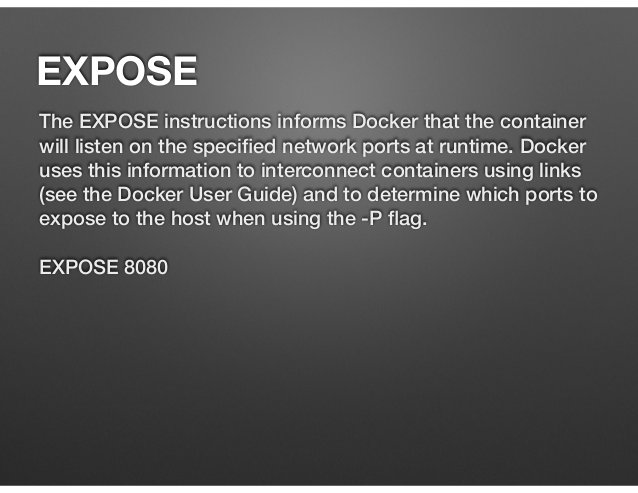 EXPOSE
The EXPOSE instructions informs Docker that the container
will listen on the specified network ports at runtime. Docker
uses this information to interconnect containers using links
(see the Docker User Guide) and to determine which ports to
expose to the host when using the -P flag.
EXPOSE 8080